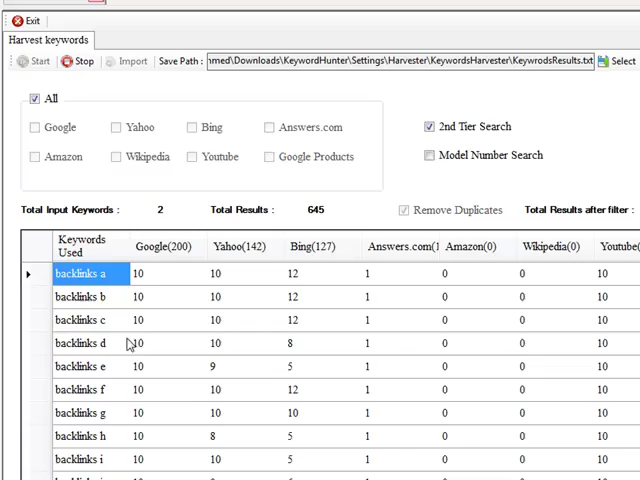 Exit
Harvest keywords
Start Stop Import Save Path : nmed\Downloads\KeywordHunter\Settings\Harvester\KeywordsHarvester\KeywrodsResults.txt Select
All
Google Yahoo Bing Answers.com
Amazon Wikipedia Youtube Google Products
2nd Tier Search
Model Number Search
Total Input Keywords : 2 Total Results : 645 Remove Duplicates Total Results after filter :
Keywords Used Google(200) Yahoo(142) Bing(127) Answers.com(1 Amazon(0) Wikipedia(0) Youtube(
backlinks a 10 10 12 1 0 0 10
backlinks b 10 10 12 1 0 0 10
backlinks c 10 10 12 1 0 0 10
backlinks d 10 10 8 1 0 0 10
backlinks e 10 9 5 1 0 0 10
backlinks f 10 10 12 1 0 0 10
backlinks g 10 10 10 1 0 0 10
backlinks h 10 8 5 1 0 0 10
backlinks i 10 10 5 1 0 0 10